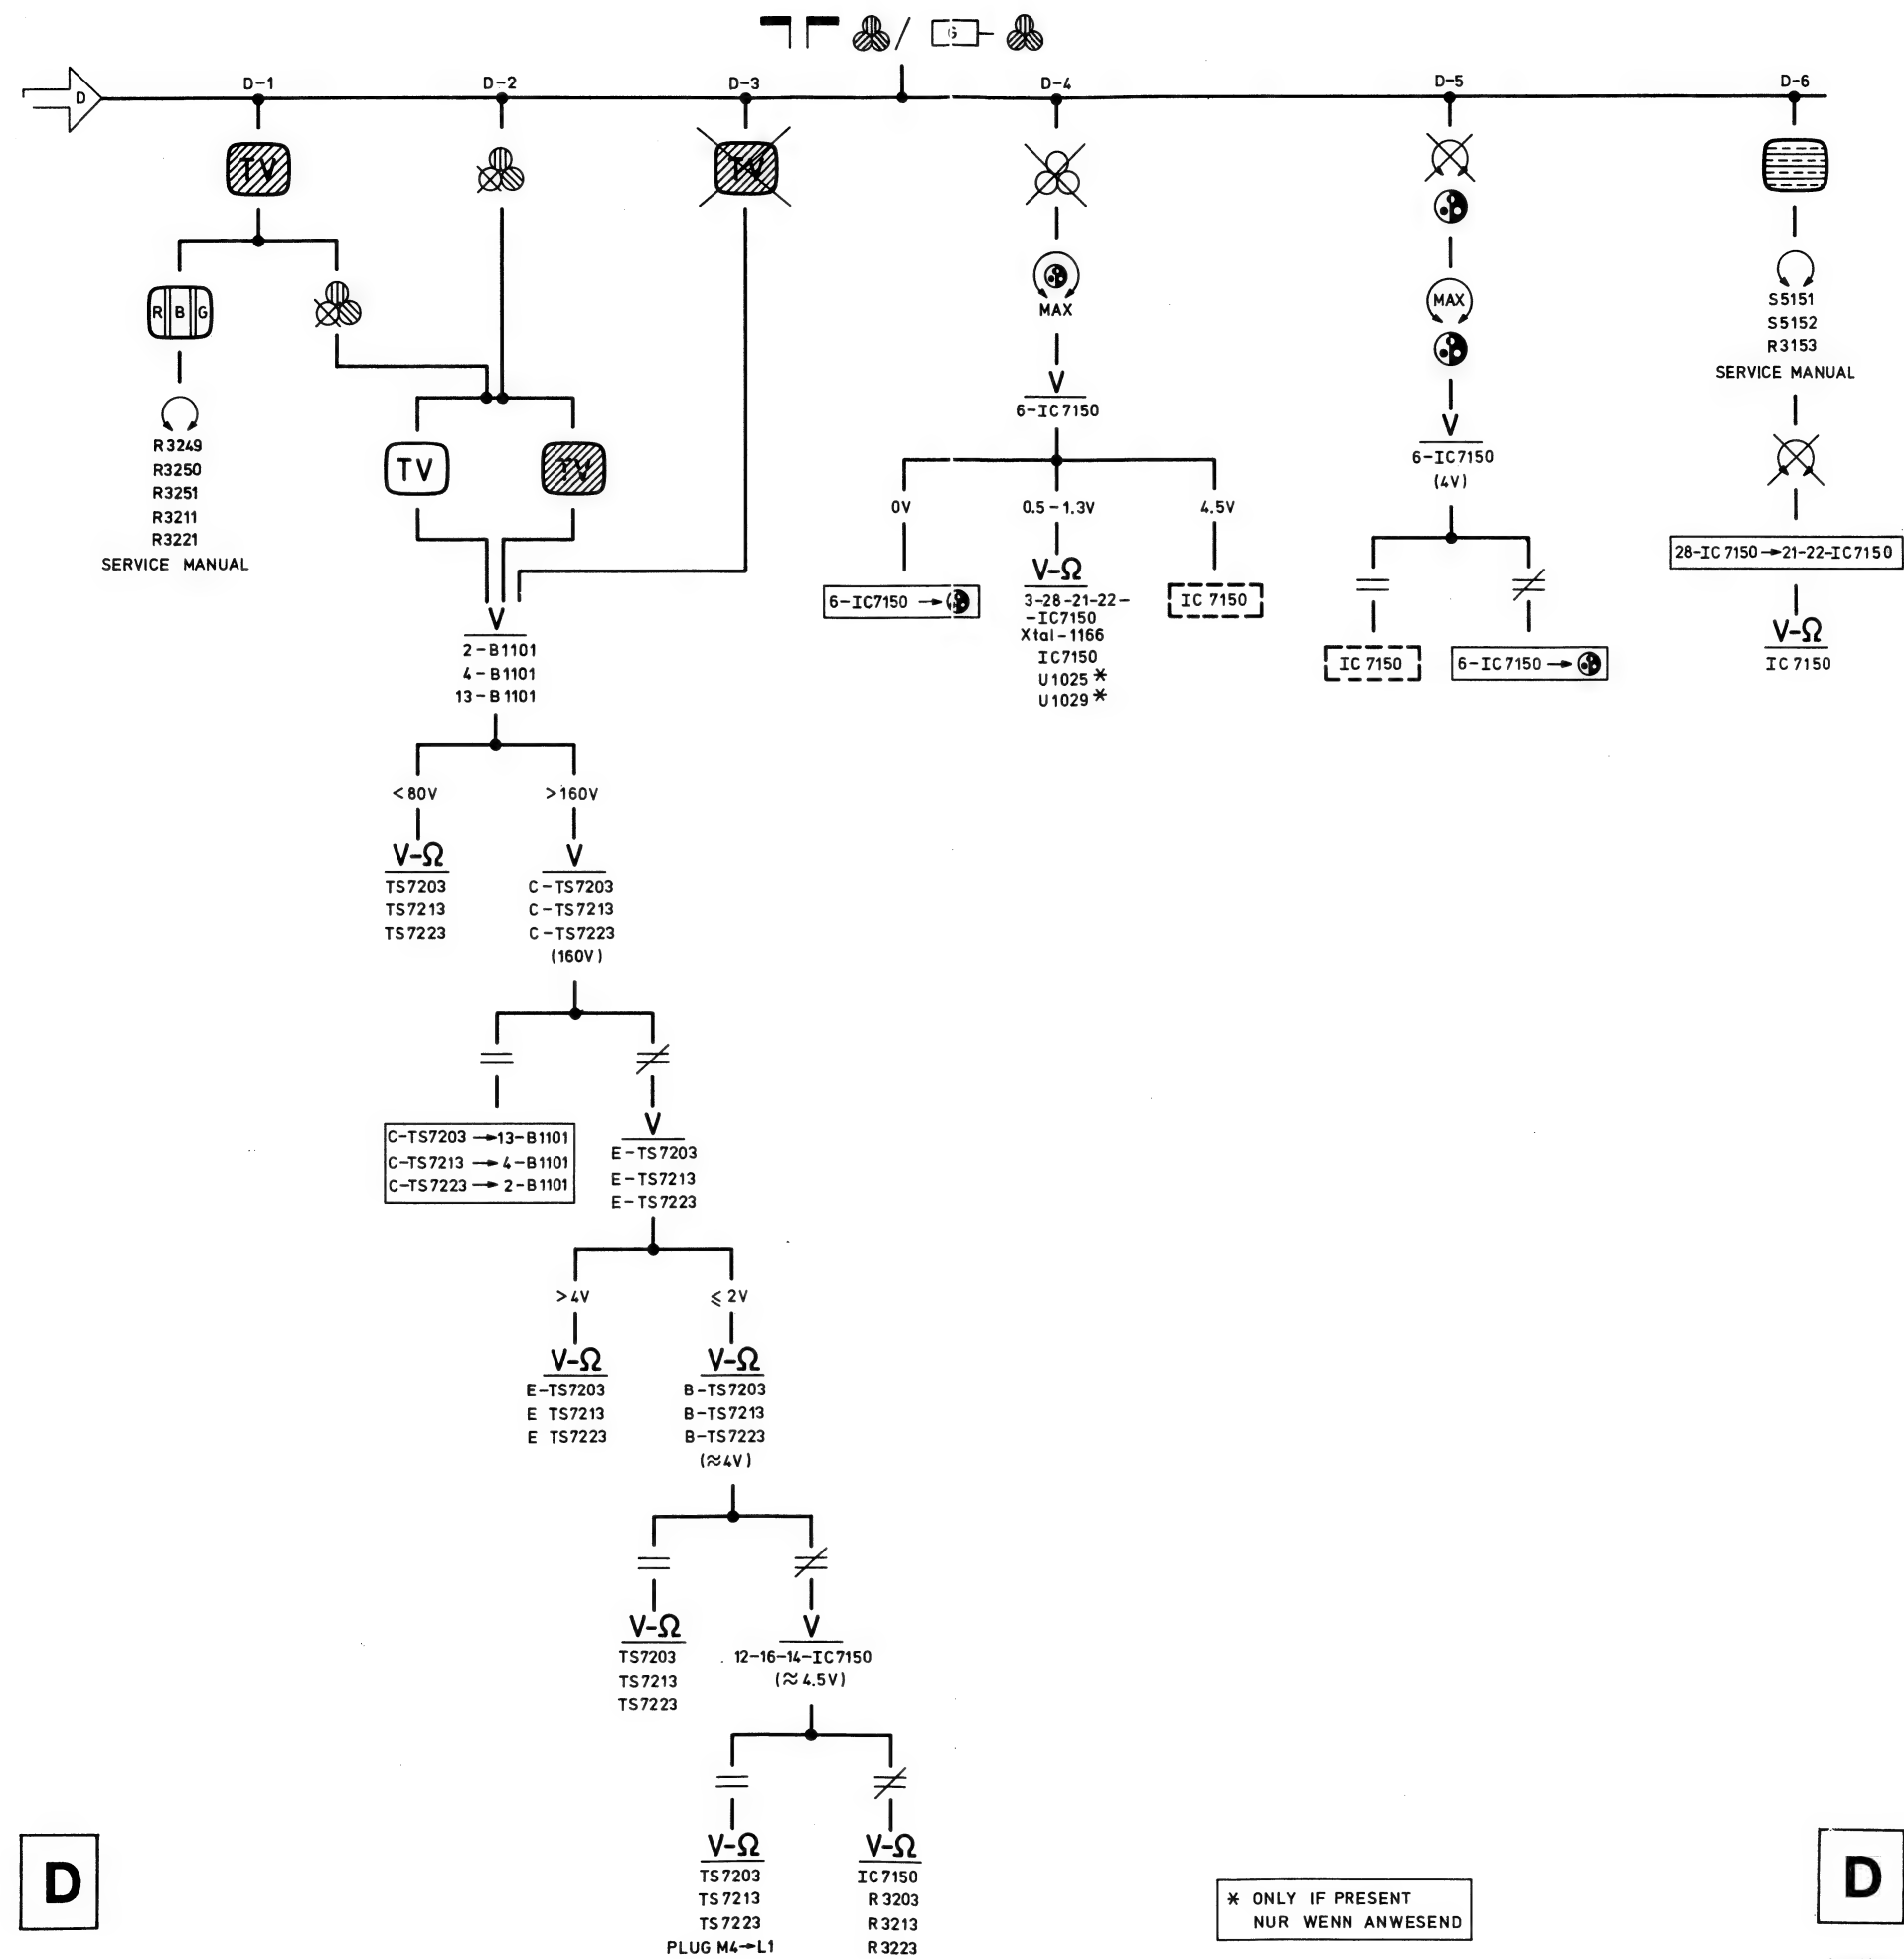 G
D
D-1
D-2
D-3
D-4
D-5
D-6
TV
TV
R B G
R3249
R3250
R3251
R3211
R3221
SERVICE MANUAL
TV
TV
V
2-B1101
4-B1101
13-B1101
<80V
>160V
V-Ω
TS7203
TS7213
TS7223
V
C-TS7203
C-TS7213
C-TS7223
(160V)
=
≠
C-TS7203→13-B1101
C-TS7213→4-B1101
C-TS7223→2-B1101
V
E-TS7203
E-TS7213
E-TS7223
>4V
⩽2V
V-Ω
E-TS7203
E TS7213
E TS7223
V-Ω
B-TS7203
B-TS7213
B-TS7223
(≈4V)
=
≠
V-Ω
TS7203
TS7213
TS7223
V
12-16-14-IC7150
(≈4.5V)
=
≠
V-Ω
TS7203
TS7213
TS7223
PLUG M4→L1
V-Ω
IC7150
R3203
R3213
R3223
MAX
V
6-IC7150
0V
0.5-1.3V
4.5V
6-IC7150→
V-Ω
3-28-21-22-
-IC7150
Xtal-1166
IC7150
U1025*
U1029*
IC 7150
MAX
V
6-IC7150
(4V)
=
≠
IC 7150
6-IC7150→
S5151
S5152
R3153
SERVICE MANUAL
28-IC7150→21-22-IC7150
V-Ω
IC7150
D
* ONLY IF PRESENT
NUR WENN ANWESEND
D